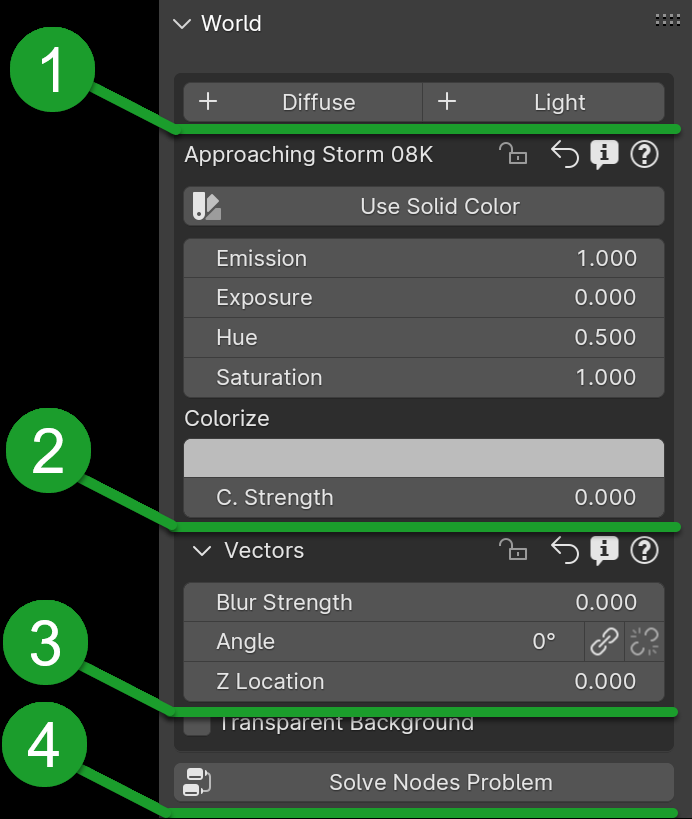 World
1
Diffuse Light
Approaching Storm 08K
Use Solid Color
Emission 1.000
Exposure 0.000
Hue 0.500
Saturation 1.000
Colorize
2
C. Strength 0.000
Vectors
Blur Strength 0.000
3
Angle 0°
Z Location 0.000
Transparent Background
4
Solve Nodes Problem